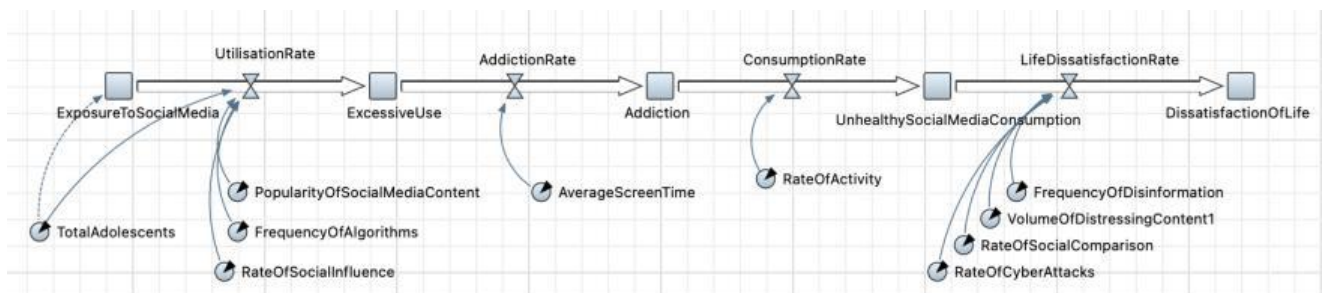 UtilisationRate
AddictionRate
ConsumptionRate
LifeDissatisfactionRate
ExposureToSocialMedia
ExcessiveUse
Addiction
UnhealthySocialMediaConsumption
DissatisfactionOfLife
PopularityOfSocialMediaContent
AverageScreenTime
RateOfActivity
FrequencyOfDisinformation
TotalAdolescents
FrequencyOfAlgorithms
VolumeOfDistressingContent1
RateOfSocialComparison
RateOfSocialInfluence
RateOfCyberAttacks